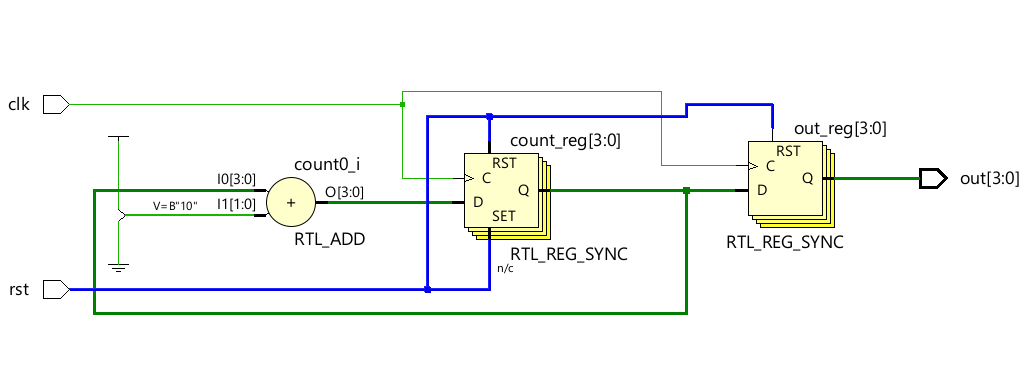 clk
count_reg[3:0]
out_reg[3:0]
RST
C
Q
D
SET
RTL_REG_SYNC
n/c
RST
C
D
Q
RTL_REG_SYNC
out[3:0]
count0_i
I0[3:0]
I1[1:0]
V=B"10"
+
O[3:0]
RTL_ADD
rst